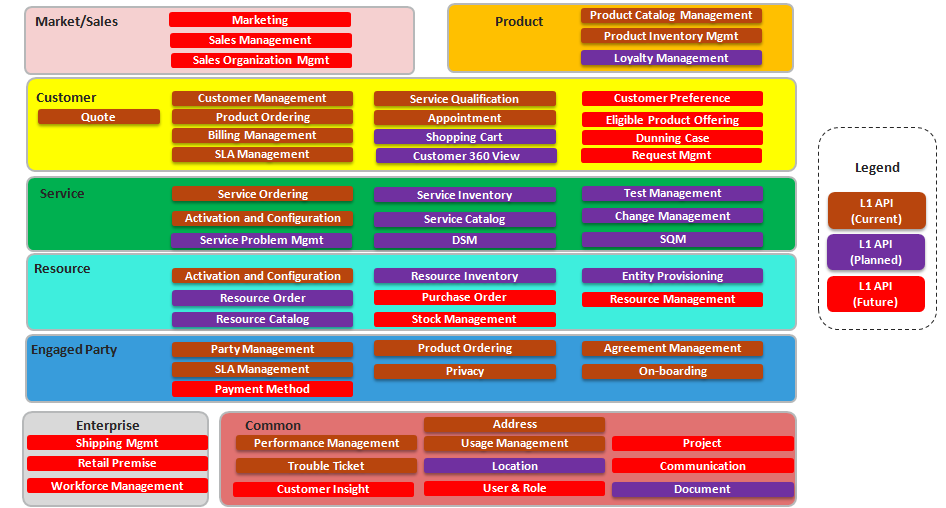 Market/Sales
Marketing
Sales Management
Sales Organization Mgmt
Product
Product Catalog Management
Product Inventory Mgmt
Loyalty Management
Customer
Quote
Customer Management
Product Ordering
Billing Management
SLA Management
Service Qualification
Appointment
Shopping Cart
Customer 360 View
Customer Preference
Eligible Product Offering
Dunning Case
Request Mgmt
Service
Service Ordering
Activation and Configuration
Service Problem Mgmt
Service Inventory
Service Catalog
DSM
Test Management
Change Management
SQM
Resource
Activation and Configuration
Resource Order
Resource Catalog
Resource Inventory
Purchase Order
Stock Management
Entity Provisioning
Resource Management
Engaged Party
Party Management
SLA Management
Payment Method
Product Ordering
Privacy
Agreement Management
On-boarding
Enterprise
Shipping Mgmt
Retail Premise
Workforce Management
Common
Performance Management
Trouble Ticket
Customer Insight
Address
Usage Management
Location
User & Role
Project
Communication
Document
Legend
L1 API
(Current)
L1 API
(Planned)
L1 API
(Future)